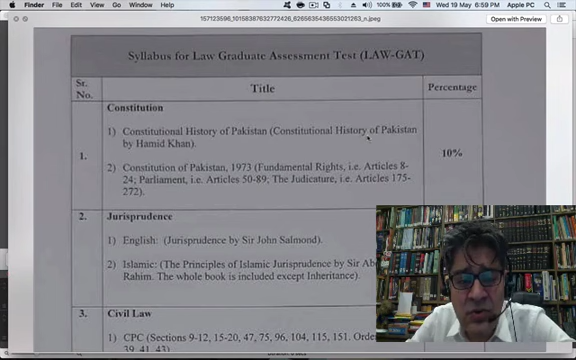 Finder File Edit View Go Window Help
100% Wed 19 May 6:59 PM Apple PC
157123596_10158387632772426_6265635436553021263_n.jpeg
Open with Preview
Syllabus for Law Graduate Assessment Test (LAW-GAT)
Sr. No. Title Percentage
Constitution
1) Constitutional History of Pakistan (Constitutional History of Pakistan
by Hamid Khan).
1. 10%
2) Constitution of Pakistan, 1973 (Fundamental Rights, i.e. Articles 8-
24; Parliament, i.e. Articles 50-89, The Judicature, i.e. Articles 175-
272).
2. Jurisprudence
1) English: (Jurisprudence by Sir John Salmond).
2) Islamic: (The Principles of Islamic Jurisprudence by Sir
Rahim. The whole book is included except Inheritance).
3. Civil Law
1) CPC (Sections 9-12, 15-20, 47, 75, 96, 104, 115, 151.
39, 41, 43)